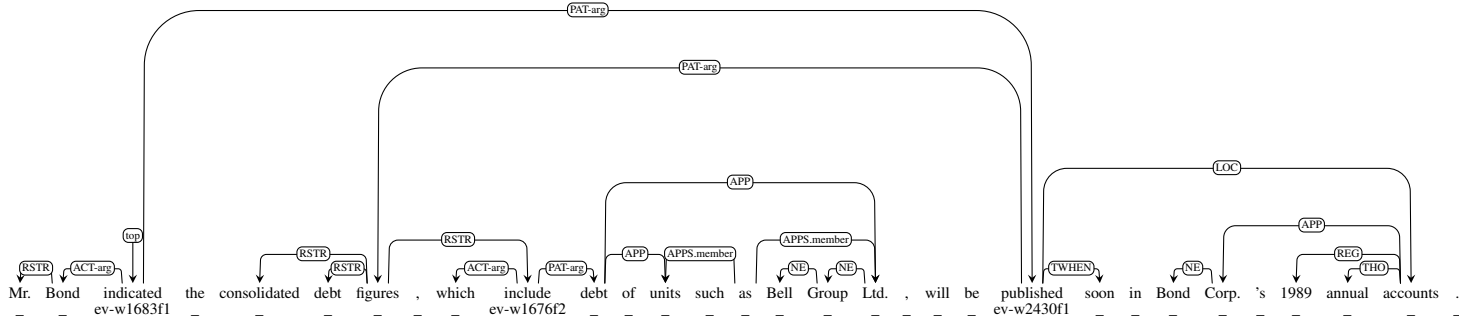 PAT-arg
PAT-arg
LOC
APP
top RSTR RSTR APPS.member APP
RSTR ACT-arg RSTR ACT-arg PAT-arg APP APPS.member NE NE TWHEN NE REG THO
Mr. Bond indicated the consolidated debt figures , which include debt of units such as Bell Group Ltd. , will be published soon in Bond Corp. 's 1989 annual accounts .
_ _ ev-w1683f1 _ _ _ _ _ _ ev-w1676f2 _ _ _ _ _ _ _ _ _ _ _ ev-w2430f1 _ _ _ _ _ _ _ _ _